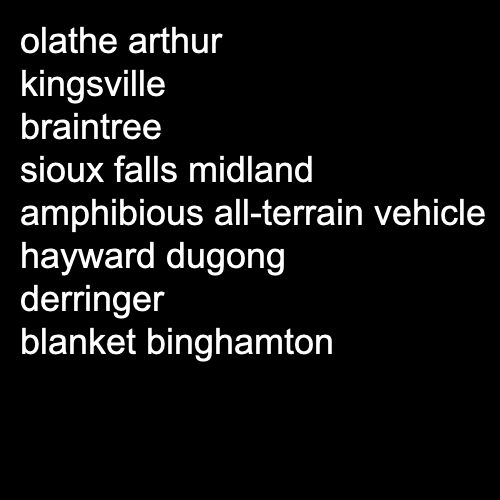 olathe arthur
kingsville
braintree
sioux falls midland
amphibious all-terrain vehicle
hayward dugong
derringer
blanket binghamton